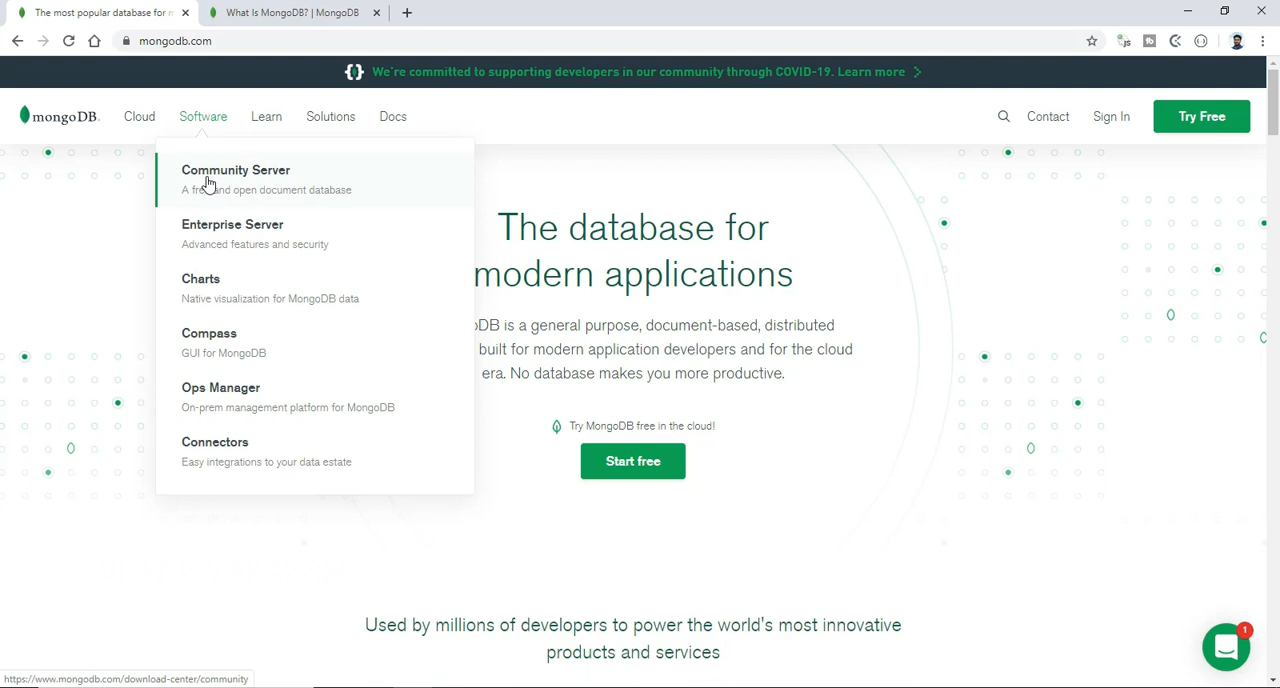 The most popular database for m
What Is MongoDB? | MongoDB
mongodb.com
We're committed to supporting developers in our community through COVID-19. Learn more
mongoDB.
Cloud
Software
Learn
Solutions
Docs
Contact
Sign In
Try Free
Community Server
A free and open document database
Enterprise Server
Advanced features and security
Charts
Native visualization for MongoDB data
Compass
GUI for MongoDB
Ops Manager
On-prem management platform for MongoDB
Connectors
Easy integrations to your data estate
The database for
modern applications
DB is a general purpose, document-based, distributed
built for modern application developers and for the cloud
era. No database makes you more productive.
Try MongoDB free in the cloud!
Start free
Used by millions of developers to power the world's most innovative
products and services
1
https://www.mongodb.com/download-center/community